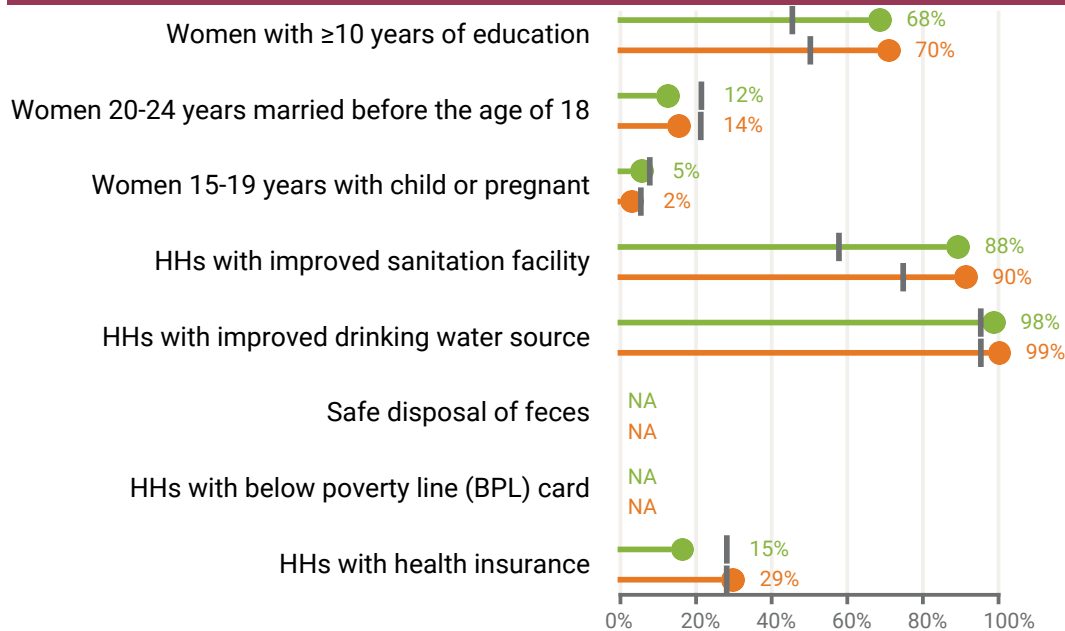 Women with ≥10 years of education
68%
70%
Women 20-24 years married before the age of 18
12%
14%
Women 15-19 years with child or pregnant
5%
2%
HHs with improved sanitation facility
88%
90%
HHs with improved drinking water source
98%
99%
Safe disposal of feces
NA
NA
HHs with below poverty line (BPL) card
NA
NA
HHs with health insurance
15%
29%
0% 20% 40% 60% 80% 100%